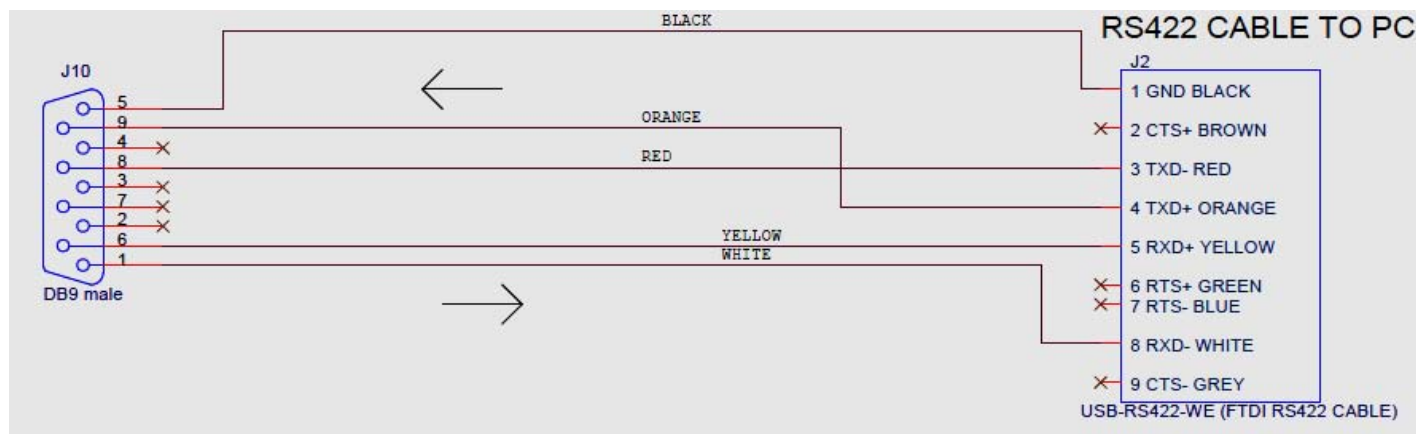 BLACK
RS422 CABLE TO PC
J10
J2
5
1 GND BLACK
9
ORANGE
2 CTS+ BROWN
4
8
RED
3 TXD- RED
3
7
4 TXD+ ORANGE
2
6
YELLOW
5 RXD+ YELLOW
1
WHITE
6 RTS+ GREEN
7 RTS- BLUE
DB9 male
8 RXD- WHITE
9 CTS- GREY
USB-RS422-WE (FTDI RS422 CABLE)